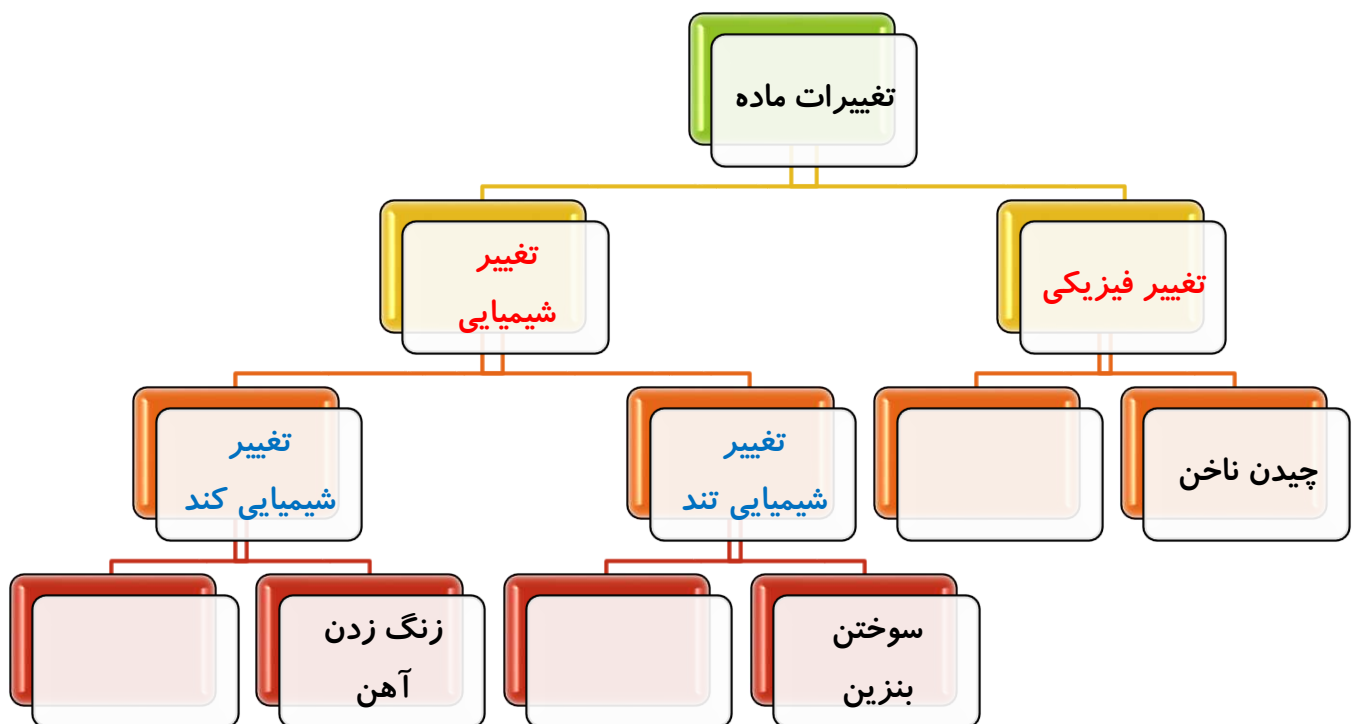 تغییرات ماده
تغییر فیزیکی
تغییر
شیمیایی
چیدن ناخن
تغییر
شیمیایی تند
تغییر
شیمیایی کند
سوختن
بنزین
زنگ زدن
آهن